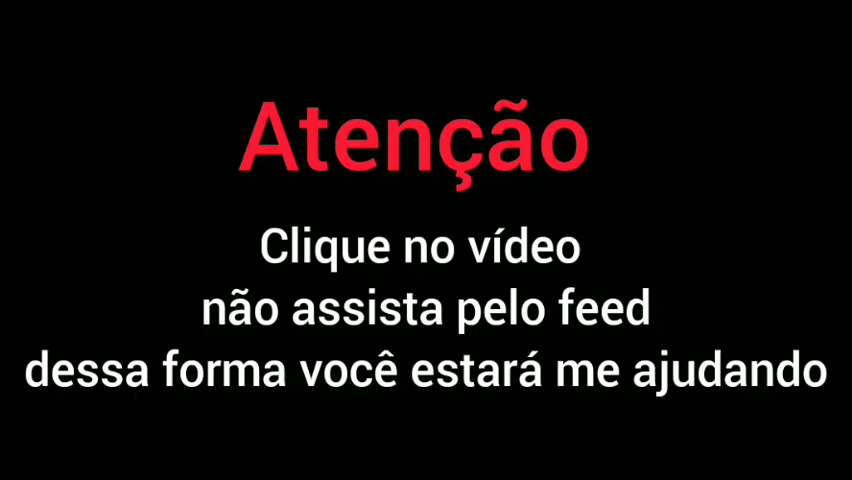 Atenção
Clique no vídeo
não assista pelo feed
dessa forma você estará me ajudando